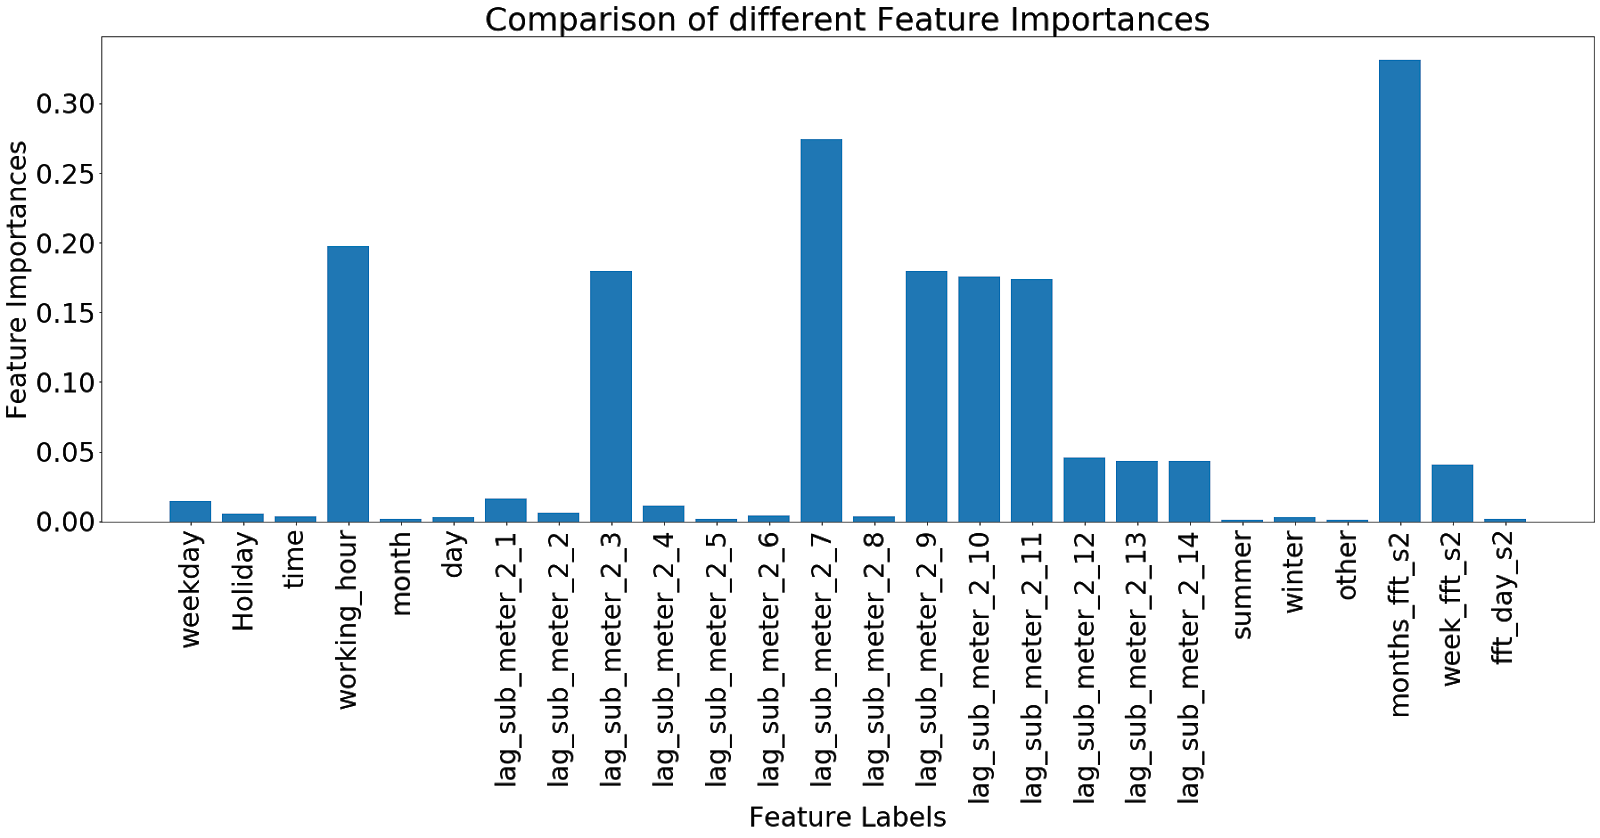 Comparison of different Feature Importances
Feature Importances
0.30
0.25
0.20
0.15
0.10
0.05
0.00
weekday
Holiday
time
working_hour
month
day
lag_sub_meter_2_1
lag_sub_meter_2_2
lag_sub_meter_2_3
lag_sub_meter_2_4
lag_sub_meter_2_5
lag_sub_meter_2_6
lag_sub_meter_2_7
lag_sub_meter_2_8
lag_sub_meter_2_9
lag_sub_meter_2_10
lag_sub_meter_2_11
lag_sub_meter_2_12
lag_sub_meter_2_13
lag_sub_meter_2_14
summer
winter
other
months_fft_s2
week_fft_s2
fft_day_s2
Feature Labels